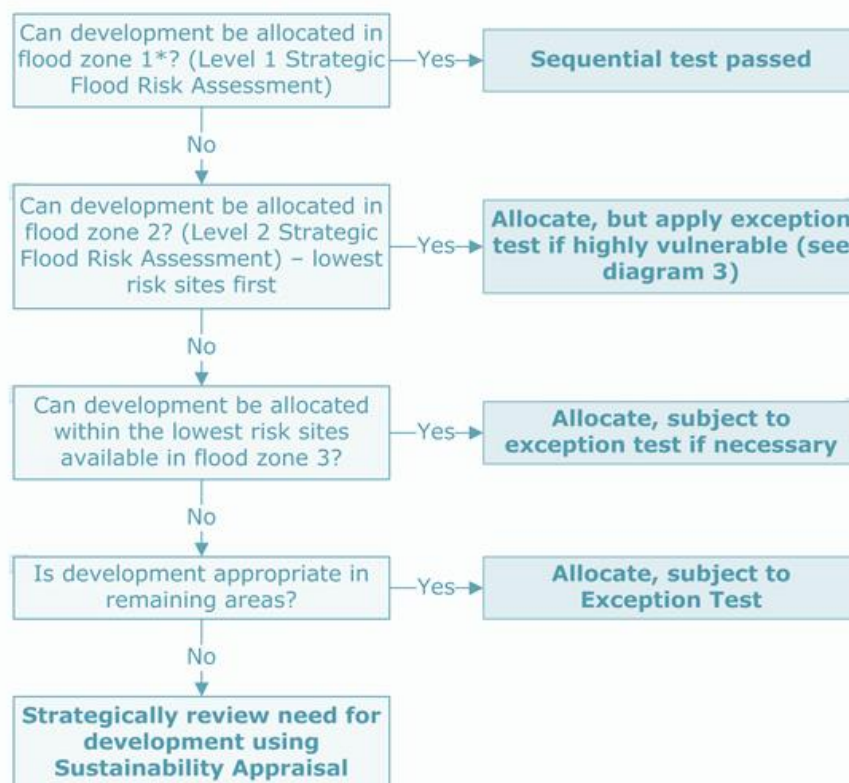 Can development be allocated in
flood zone 1*? (Level 1 Strategic
Flood Risk Assessment)
Yes
Sequential test passed
No
Can development be allocated in
flood zone 2? (Level 2 Strategic
Flood Risk Assessment) – lowest
risk sites first
Yes
Allocate, but apply exception
test if highly vulnerable (see
diagram 3)
No
Can development be allocated
within the lowest risk sites
available in flood zone 3?
Yes
Allocate, subject to
exception test if necessary
No
Is development appropriate in
remaining areas?
Yes
Allocate, subject to
Exception Test
No
Strategically review need for
development using
Sustainability Appraisal